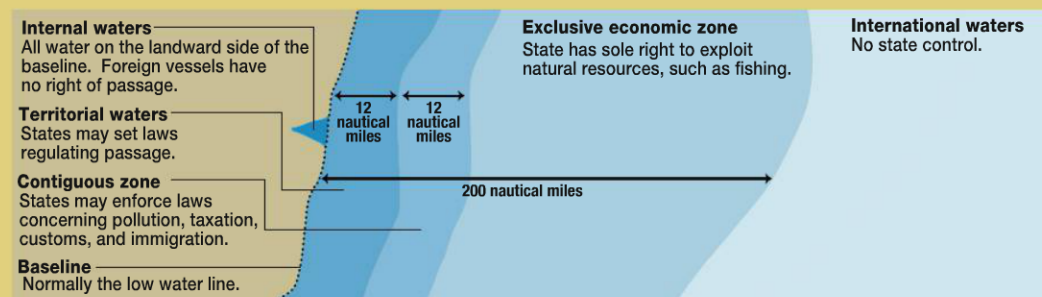 Internal waters
All water on the landward side of the
baseline.  Foreign vessels have
no right of passage.
Territorial waters
States may set laws
regulating passage.
Contiguous zone
States may enforce laws
concerning pollution, taxation,
customs, and immigration.
Baseline
Normally the low water line.
12
nautical
miles
12
nautical
miles
200 nautical miles
Exclusive economic zone
State has sole right to exploit
natural resources, such as fishing.
International waters
No state control.